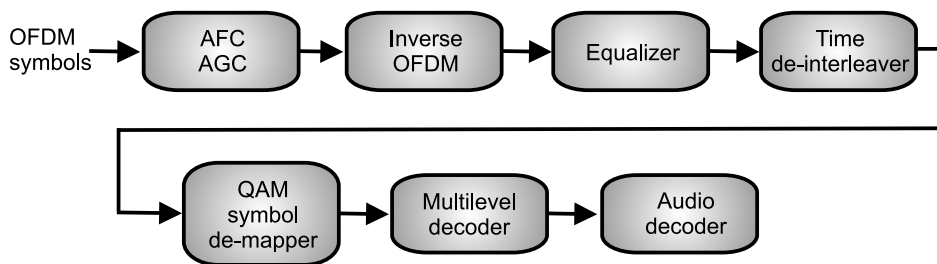 OFDM
symbols
AFC
AGC
Inverse
OFDM
Equalizer
Time
de-interleaver
QAM
symbol
de-mapper
Multilevel
decoder
Audio
decoder